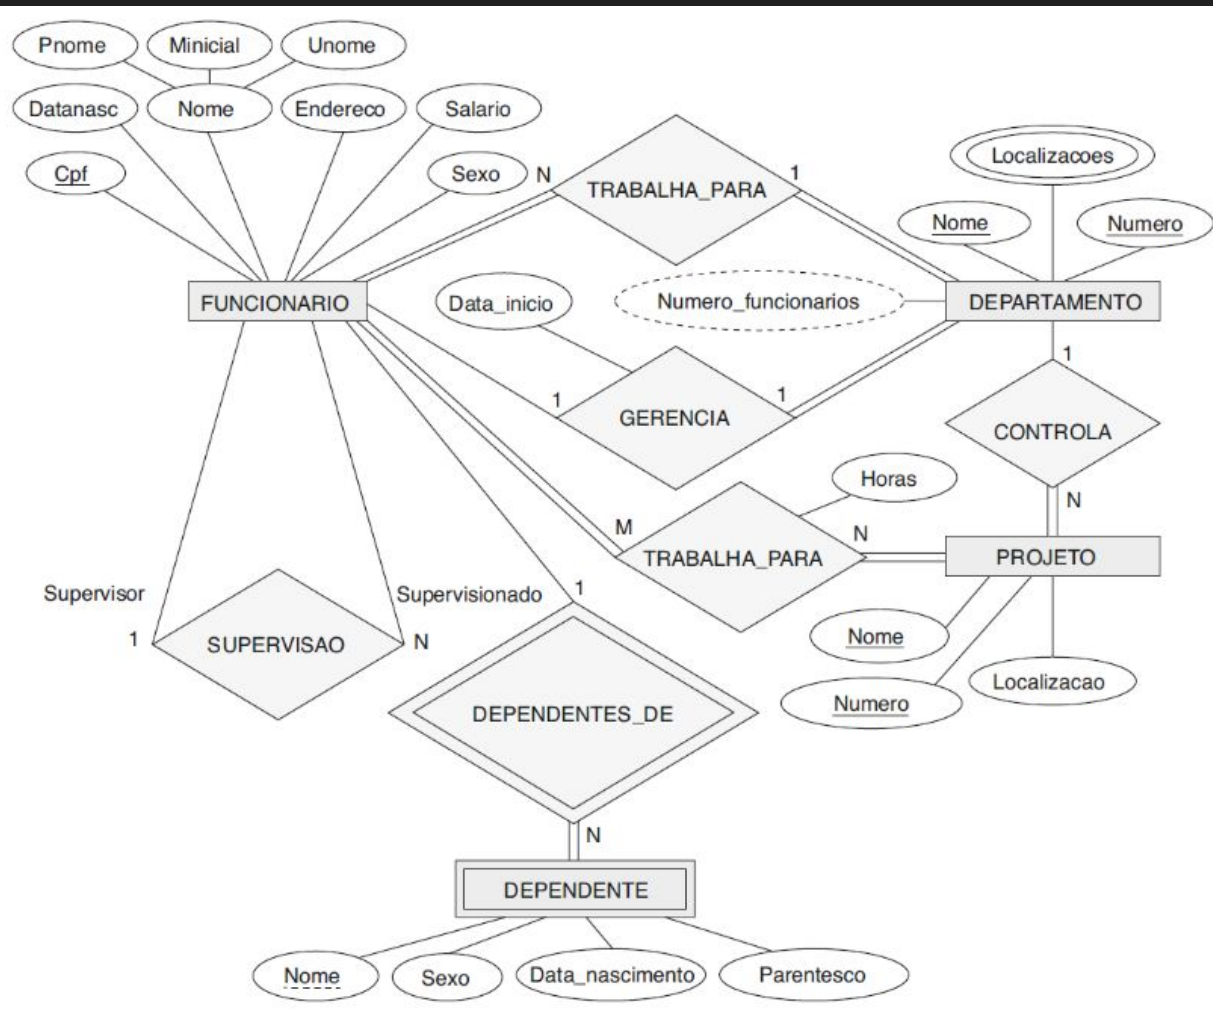 Pnome
Minicial
Unome
Datanasc
Nome
Endereco
Salario
Cpf
Sexo
N
TRABALHA_PARA
1
Localizacoes
Nome
Numero
FUNCIONARIO
Data_inicio
Numero_funcionarios
DEPARTAMENTO
1
GERENCIA
1
1
CONTROLA
N
Horas
M
TRABALHA_PARA
N
PROJETO
Supervisor
1
SUPERVISAO
Supervisionado
N
1
Nome
Numero
Localizacao
DEPENDENTES_DE
N
DEPENDENTE
Nome
Sexo
Data_nascimento
Parentesco